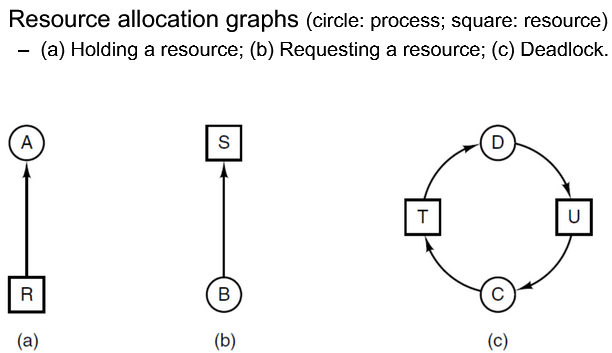 Resource allocation graphs (circle: process; square: resource)
– (a) Holding a resource; (b) Requesting a resource; (c) Deadlock.
A
S
D
T
U
R
B
C
(a)
(b)
(c)